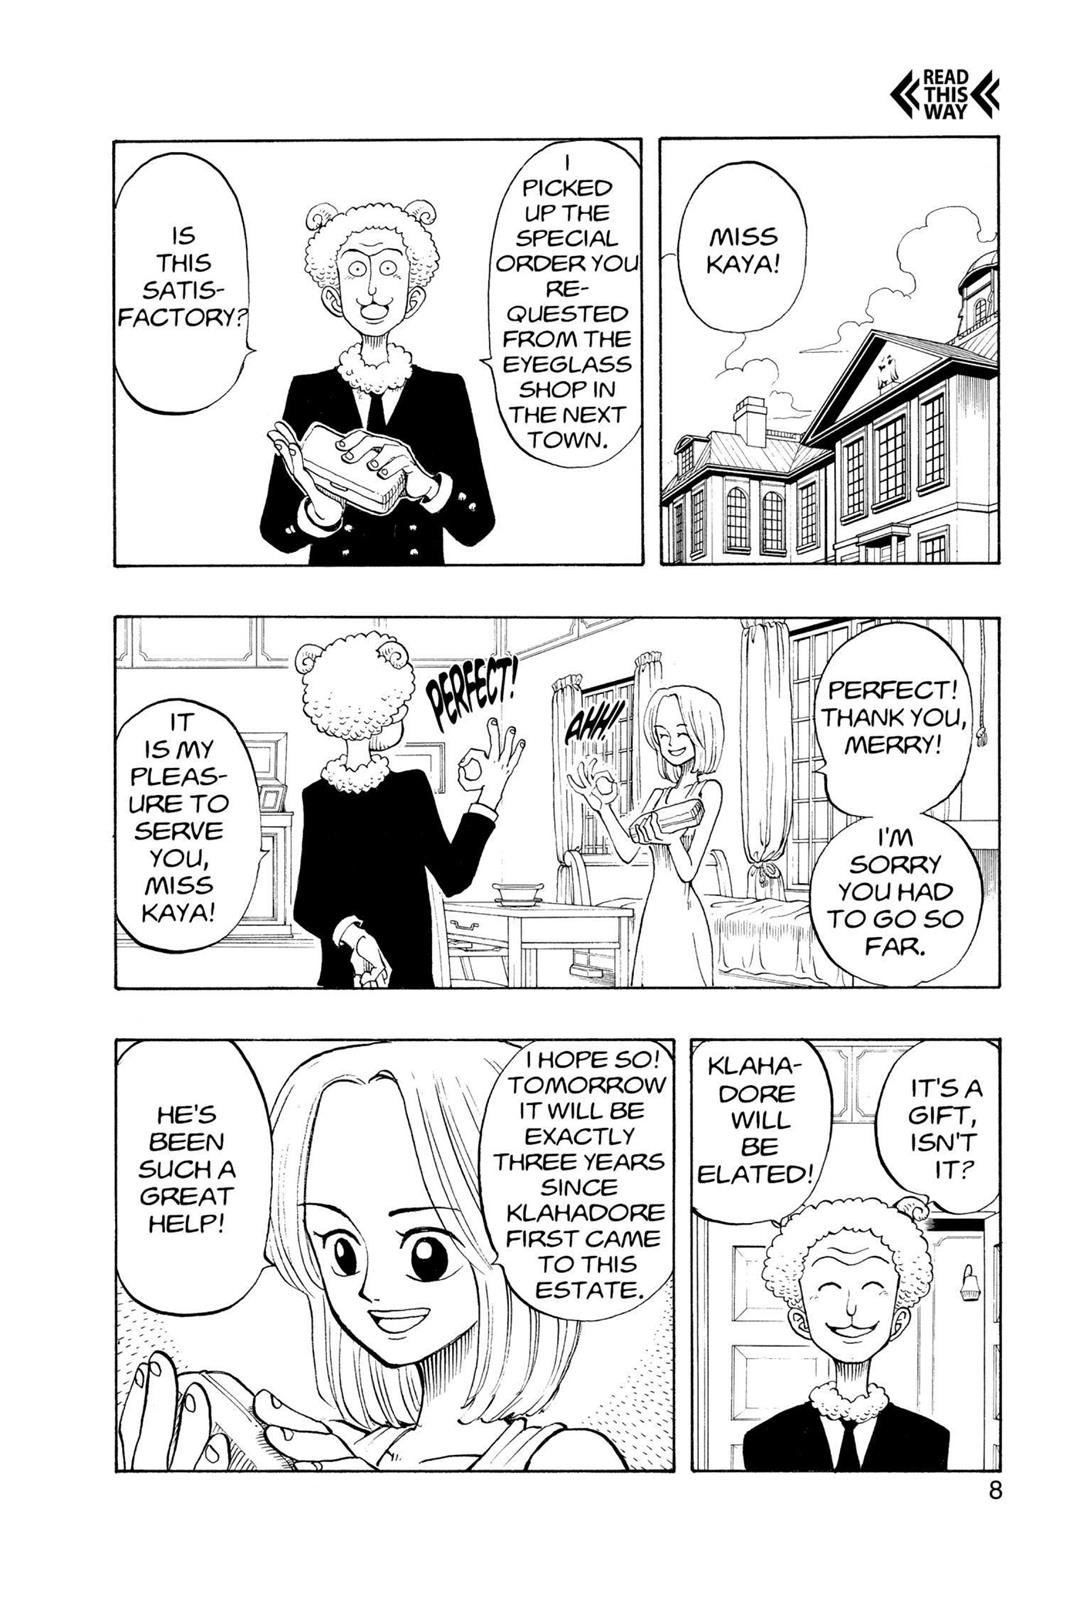 READ
THIS
WAY
MISS
KAYA!
I
PICKED
UP THE
SPECIAL
ORDER YOU
RE-
QUESTED
FROM THE
EYEGLASS
SHOP IN
THE NEXT
TOWN.
IS
THIS
SATIS-
FACTORY?
PERFECT!
THANK YOU,
MERRY!
I'M
SORRY
YOU HAD
TO GO SO
FAR.
AHH!
PERFECT!
IT
IS MY
PLEAS-
URE TO
SERVE
YOU,
MISS
KAYA!
IT'S A
GIFT,
ISN'T
IT?
KLAHA-
DORE
WILL
BE
ELATED!
I HOPE SO!
TOMORROW
IT WILL BE
EXACTLY
THREE YEARS
SINCE
KLAHADORE
FIRST CAME
TO THIS
ESTATE.
HE'S
BEEN
SUCH A
GREAT
HELP!
8